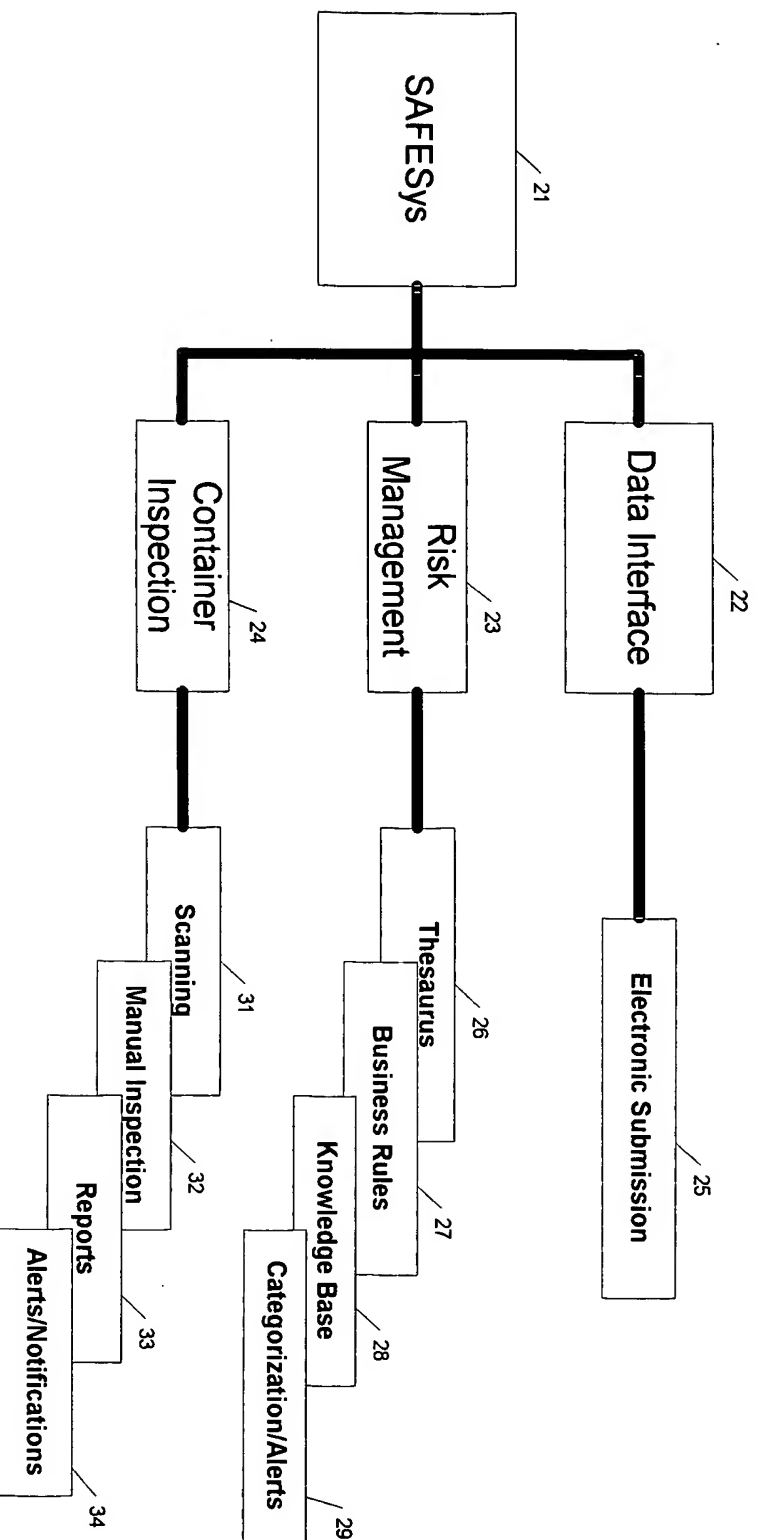 SAFESys
21
Data Interface
22
Electronic Submission
25
Risk
Management
23
Thesaurus
26
Business Rules
27
Knowledge Base
28
Categorization/Alerts
29
Container
Inspection
24
Scanning
31
Manual Inspection
32
Reports
33
Alerts/Notifications
34